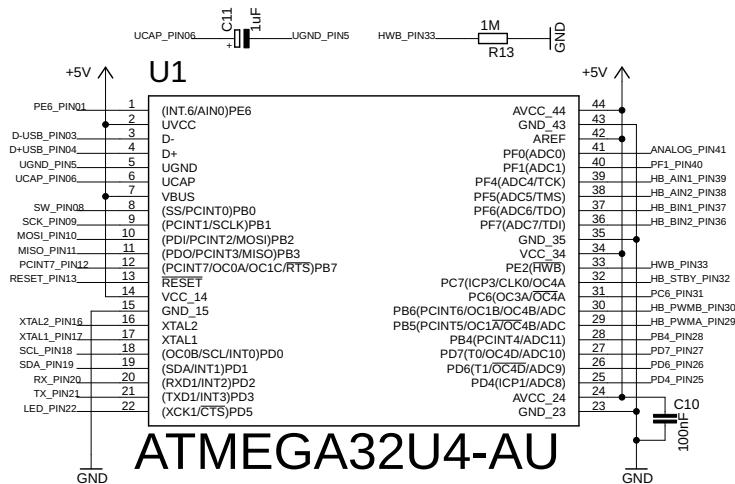 UCAP_PIN06 + C11 1uF UGND_PIN5 HWB_PIN33 1M R13 GND
+5V U1 +5V
PE6_PIN01 1 (INT.6/AIN0)PE6 AVCC_44 44
2 UVCC GND_43 43
D-USB_PIN03 3 D- AREF 42
D+USB_PIN04 4 D+ PF0(ADC0) 41 ANALOG_PIN41
UGND_PIN5 5 UGND PF1(ADC1) 40 PF1_PIN40
UCAP_PIN06 6 UCAP PF4(ADC4/TCK) 39 HB_AIN1_PIN39
7 VBUS PF5(ADC5/TMS) 38 HB_AIN2_PIN38
SW_PIN08 8 (SS/PCINT0)PB0 PF6(ADC6/TDO) 37 HB_BIN1_PIN37
SCK_PIN09 9 (PCINT1/SCLK)PB1 PF7(ADC7/TDI) 36 HB_BIN2_PIN36
MOSI_PIN10 10 (PDI/PCINT2/MOSI)PB2 GND_35 35
MISO_PIN11 11 (PDO/PCINT3/MISO)PB3 VCC_34 34
PCINT7_PIN12 12 (PCINT7/OC0A/OC1C/RTS)PB7 PE2(HWB) 33 HWB_PIN33
RESET_PIN13 13 RESET PC7(ICP3/CLK0/OC4A 32 HB_STBY_PIN32
14 VCC_14 PC6(OC3A/OC4A 31 PC6_PIN31
15 GND_15 PB6(PCINT6/OC1B/OC4B/ADC 30 HB_PWMB_PIN30
XTAL2_PIN16 16 XTAL2 PB5(PCINT5/OC1A/OC4B/ADC 29 HB_PWMA_PIN29
XTAL1_PIN17 17 XTAL1 PB4(PCINT4/ADC11) 28 PB4_PIN28
SCL_PIN18 18 (OC0B/SCL/INT0)PD0 PD7(T0/OC4D/ADC10) 27 PD7_PIN27
SDA_PIN19 19 (SDA/INT1)PD1 PD6(T1/OC4D/ADC9) 26 PD6_PIN26
RX_PIN20 20 (RXD1/INT2)PD2 PD4(ICP1/ADC8) 25 PD4_PIN25
TX_PIN21 21 (TXD1/INT3)PD3 AVCC_24 24
LED_PIN22 22 (XCK1/CTS)PD5 GND_23 23
C10 100nF
ATMEGA32U4-AU
GND GND